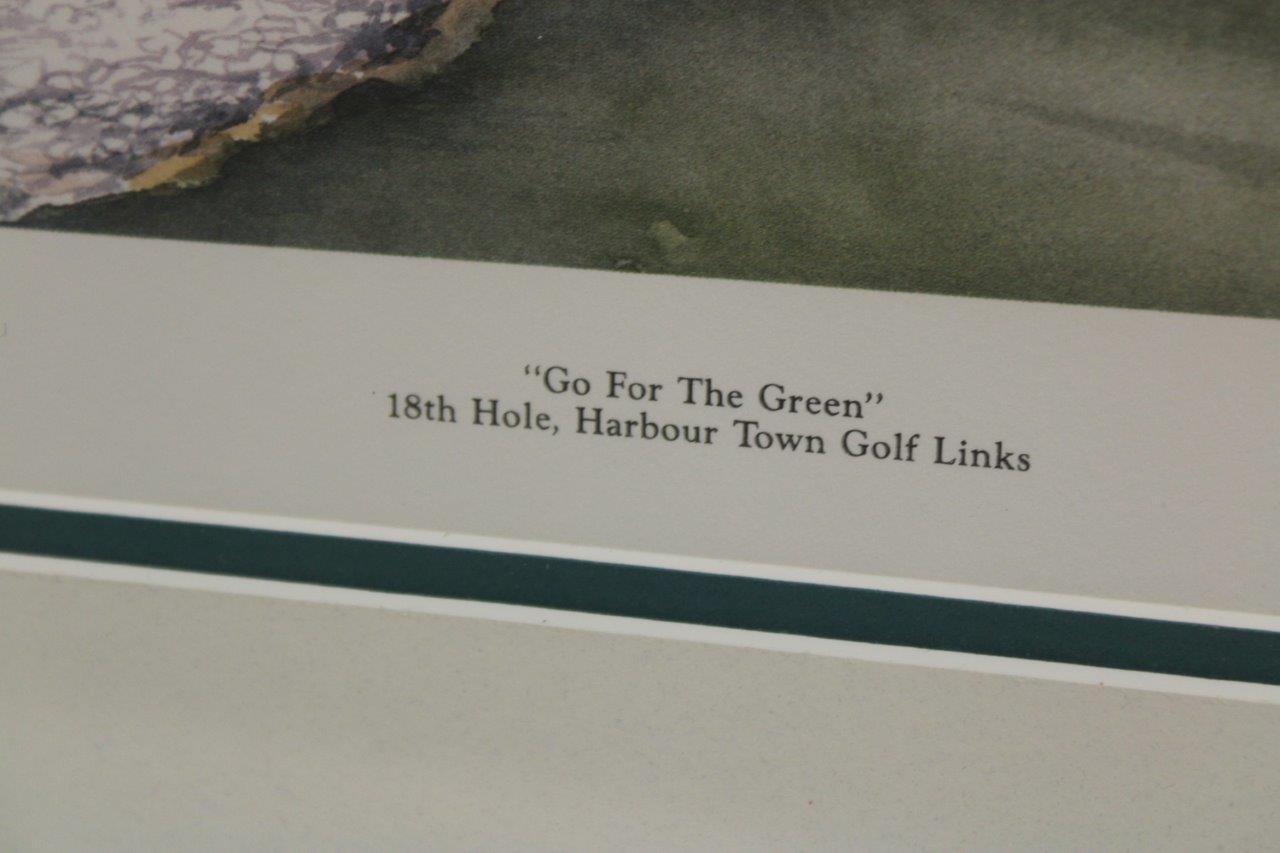 “Go For The Green”
18th Hole, Harbour Town Golf Links